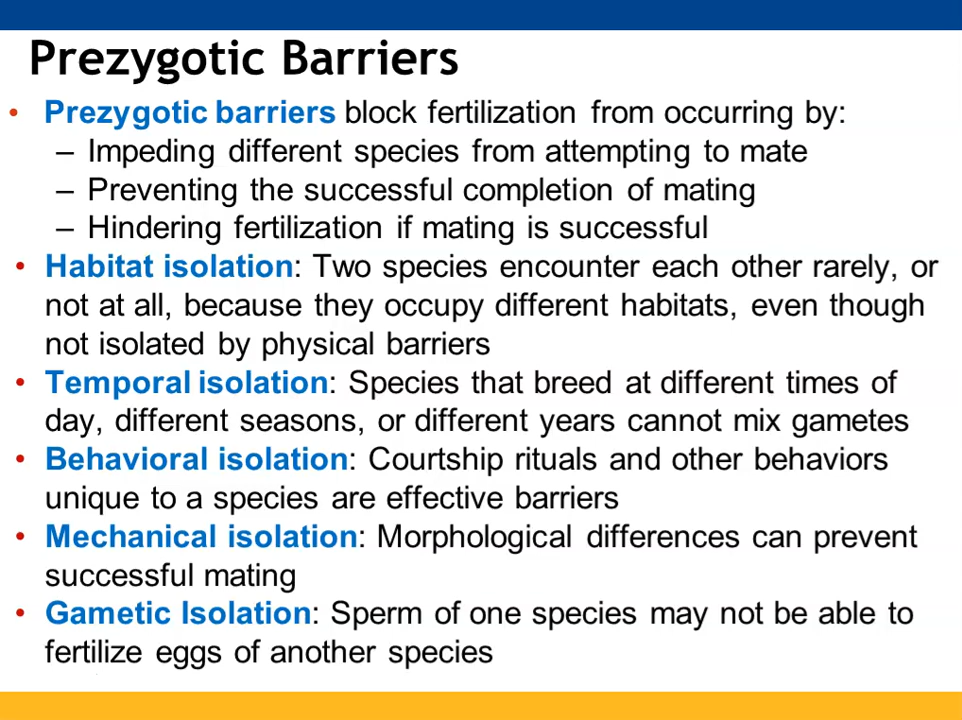 Prezygotic Barriers
• Prezygotic barriers block fertilization from occurring by:
– Impeding different species from attempting to mate
– Preventing the successful completion of mating
– Hindering fertilization if mating is successful
• Habitat isolation: Two species encounter each other rarely, or
not at all, because they occupy different habitats, even though
not isolated by physical barriers
• Temporal isolation: Species that breed at different times of
day, different seasons, or different years cannot mix gametes
• Behavioral isolation: Courtship rituals and other behaviors
unique to a species are effective barriers
• Mechanical isolation: Morphological differences can prevent
successful mating
• Gametic Isolation: Sperm of one species may not be able to
fertilize eggs of another species